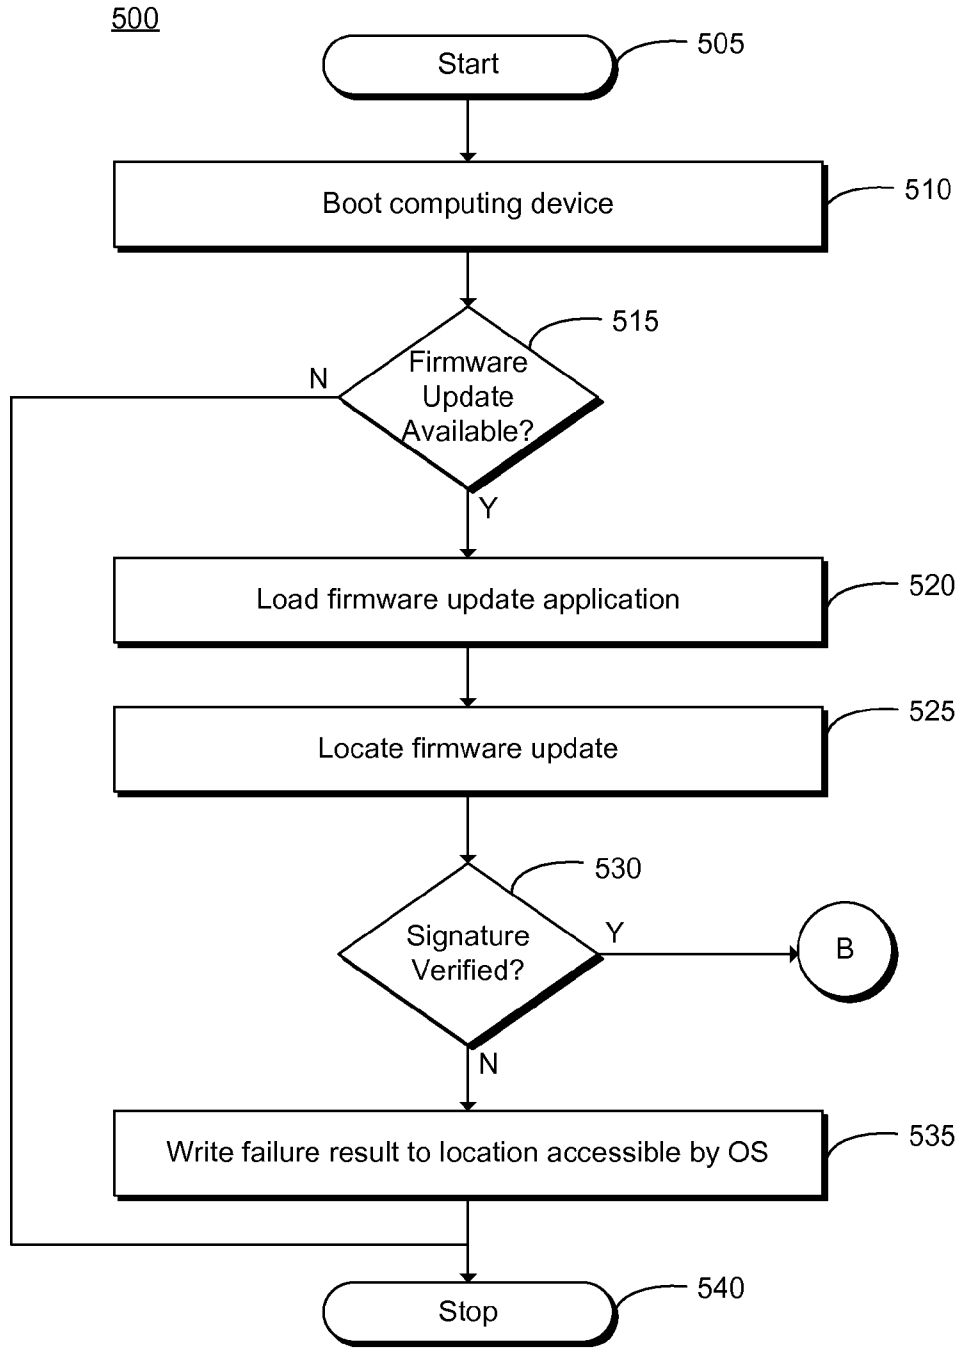 500
Start
505
Boot computing device
510
515
Firmware
Update
Available?
N
Y
Load firmware update application
520
Locate firmware update
525
530
Signature
Verified?
Y
B
N
Write failure result to location accessible by OS
535
Stop
540